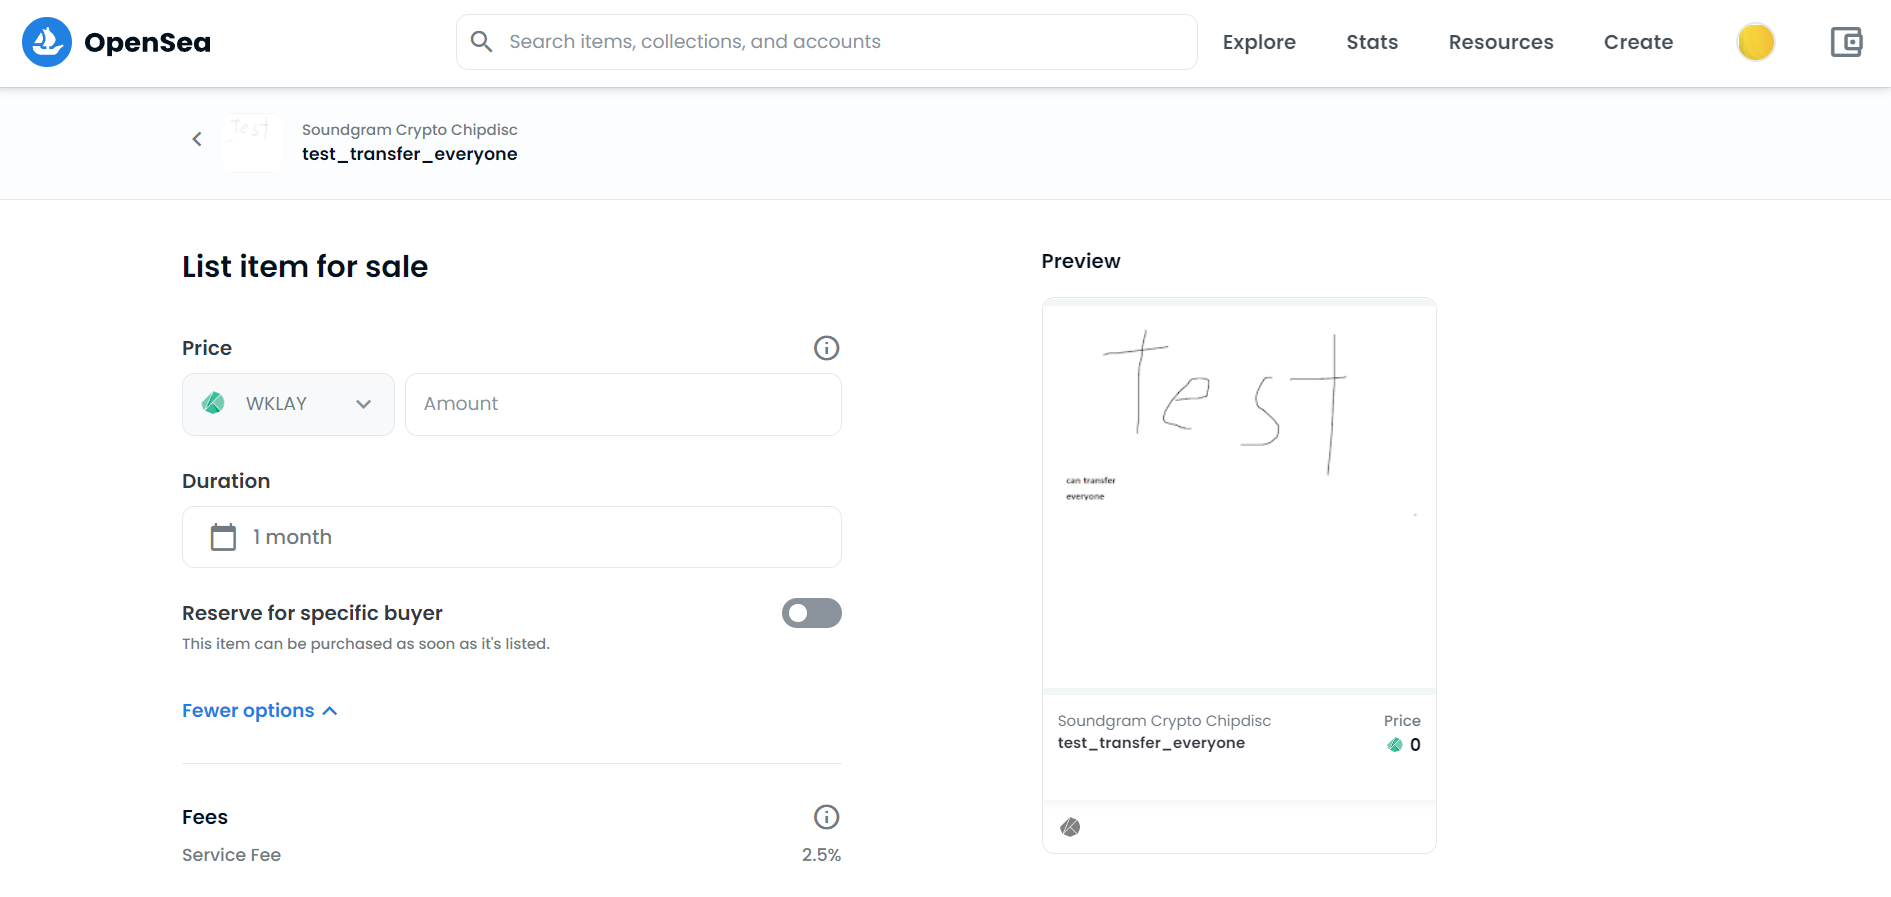 OpenSea
Search items, collections, and accounts
Explore
Stats
Resources
Create
test
Soundgram Crypto Chipdisc
test_transfer_everyone
List item for sale
Price
WKLAY
Amount
Duration
1 month
Reserve for specific buyer
This item can be purchased as soon as it's listed.
Fewer options
Fees
Service Fee
2.5%
Preview
Test
can transfer
everyone
Soundgram Crypto Chipdisc
Price
test_transfer_everyone
0